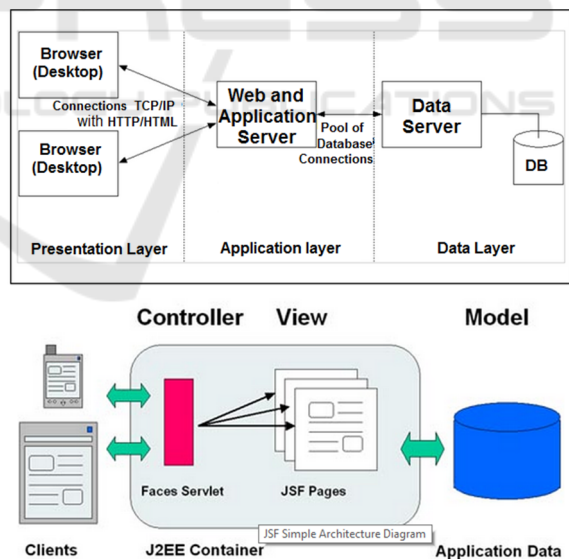 Browser
(Desktop)
Connections TCP/IP
with HTTP/HTML
Browser
(Desktop)
Web and
Application
Server
Pool of
Database
Connections
Data
Server
DB
Presentation Layer
Application layer
Data Layer
Controller
View
Model
Faces Servlet
JSF Pages
JSF Simple Architecture Diagram
Clients
J2EE Container
Application Data